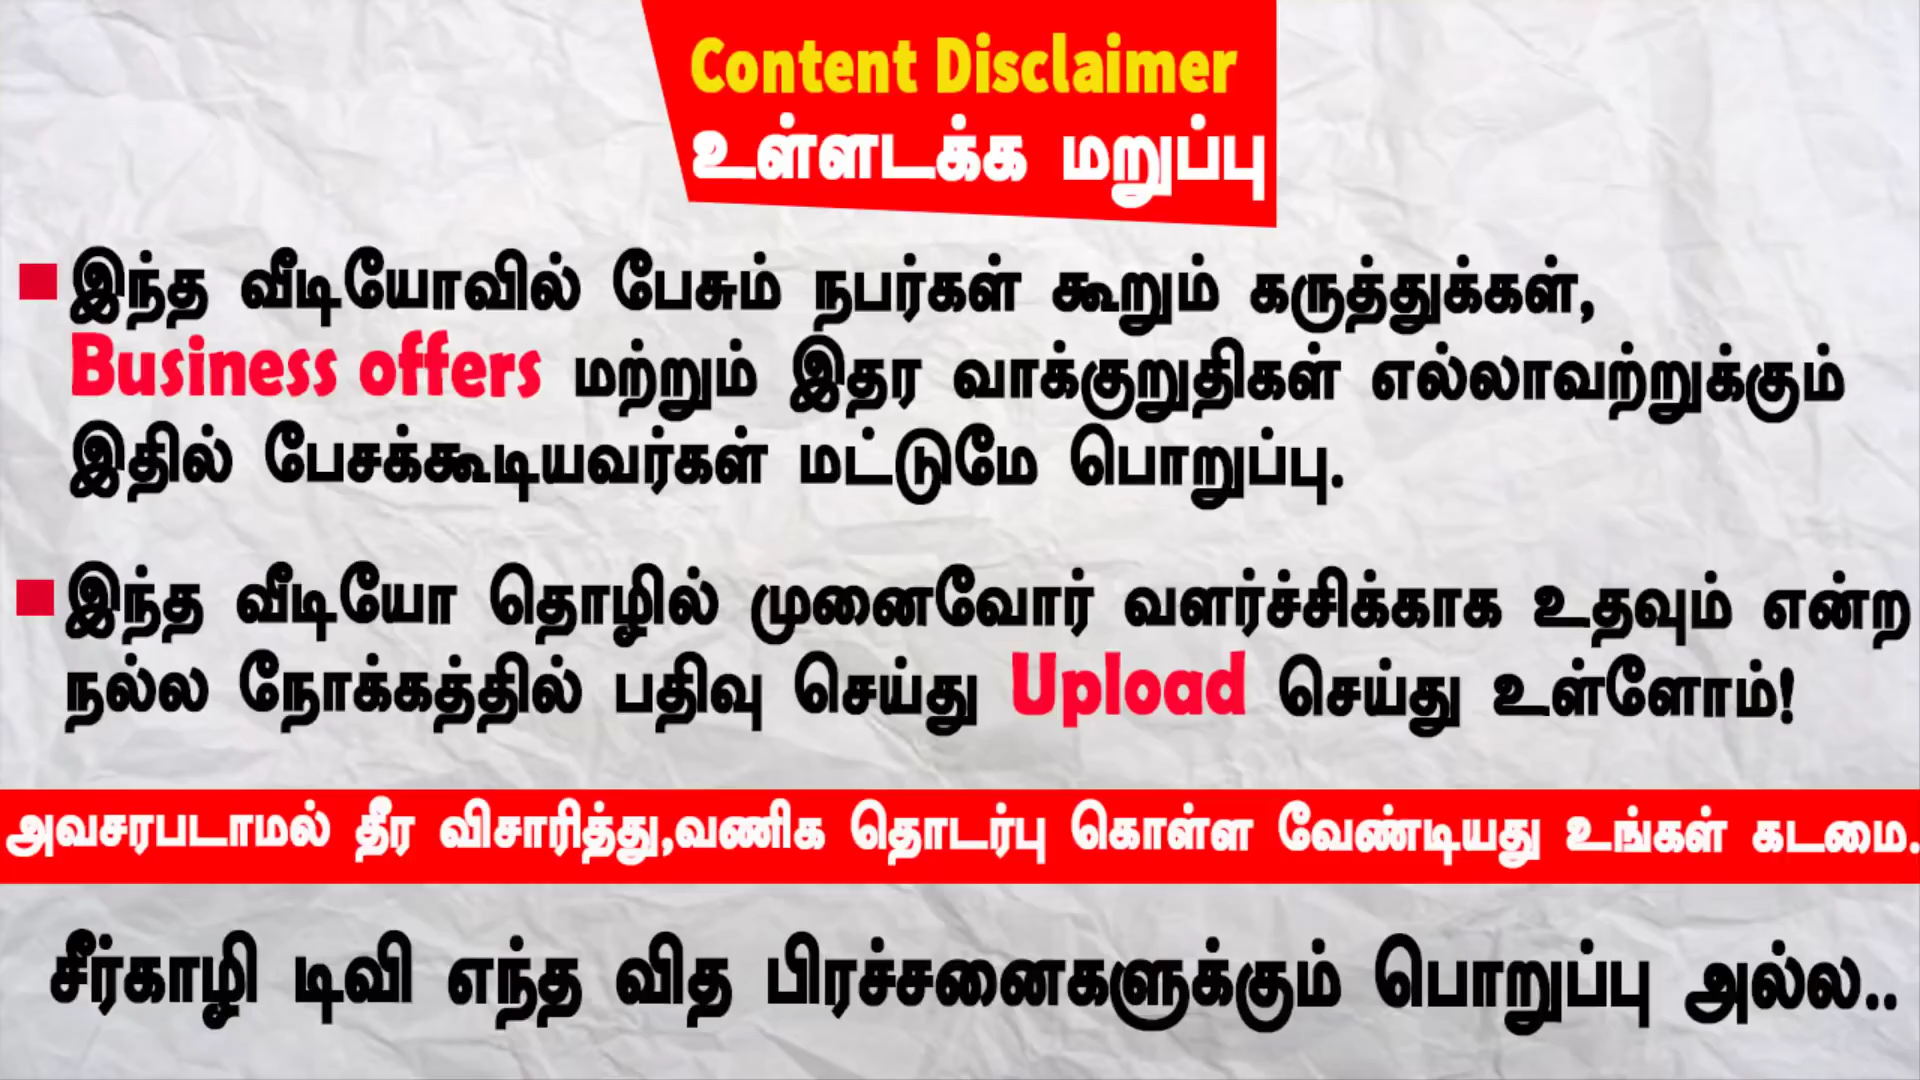 Content Disclaimer
உள்ளடக்க மறுப்பு
இந்த வீடியோவில் பேசும் நபர்கள் கூறும் கருத்துக்கள்,
Business offers மற்றும் இதர வாக்குறுதிகள் எல்லாவற்றுக்கும்
இதில் பேசக்கூடியவர்கள் மட்டுமே பொறுப்பு.
இந்த வீடியோ தொழில் முனைவோர் வளர்ச்சிக்காக உதவும் என்ற
நல்ல நோக்கத்தில் பதிவு செய்து Upload செய்து உள்ளோம்!
அவசரபடாமல் தீர விசாரித்து,வணிக தொடர்பு கொள்ள வேண்டியது உங்கள் கடமை.
சீர்காழி டிவி எந்த வித பிரச்சனைகளுக்கும் பொறுப்பு அல்ல..